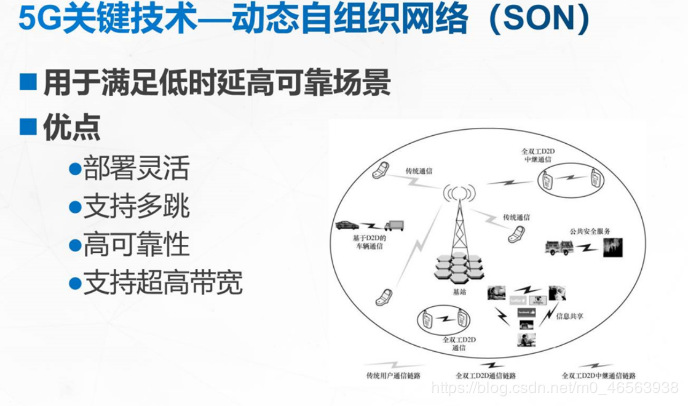 5G关键技术—动态自组织网络（SON）
■用于满足低时延高可靠场景
■优点
●部署灵活
●支持多跳
●高可靠性
●支持超高带宽
全双工D2D
中继通信
传统通信
传统通信
基于D2D的
车辆通信
公共安全服务
基站
信息共享
全双工D2D
通信
传统用户通信链路 全双工D2D通信链路 全双工D2D中继通信链路
https://blog.csdn.net/m0_46563938